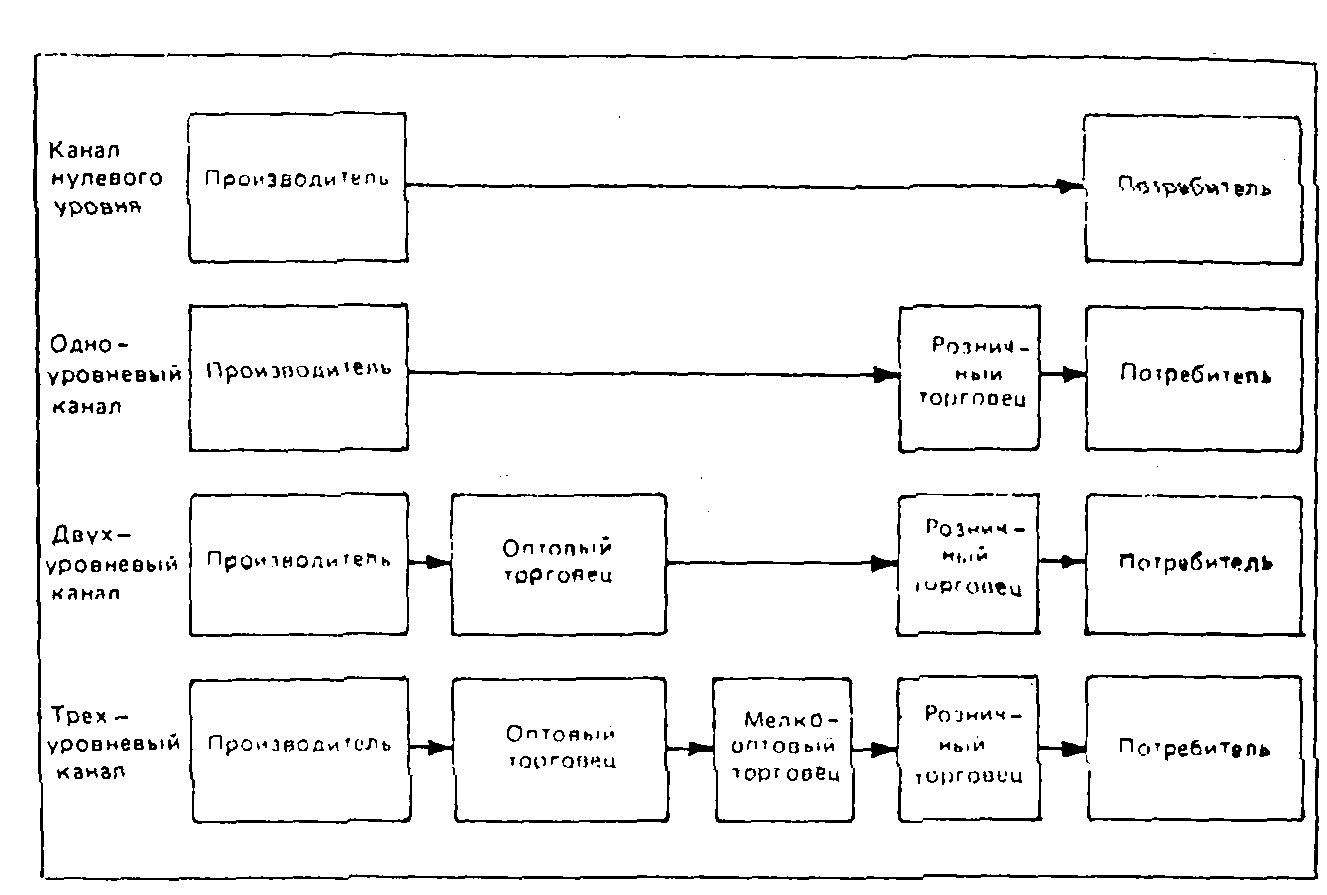 Канал
нулевого
уровня
Производитель
Потребитель
Одно-
уровневый
канал
Производитель
Рознич-
ный
торговец
Потребитель
Двух-
уровневый
канал
Производитель
Оптовый
торговец
Рознич-
ный
торговец
Потребитель
Трех-
уровневый
канал
Производитель
Оптовый
торговец
Мелко-
оптовый
торговец
Рознич-
ный
торговец
Потребитель